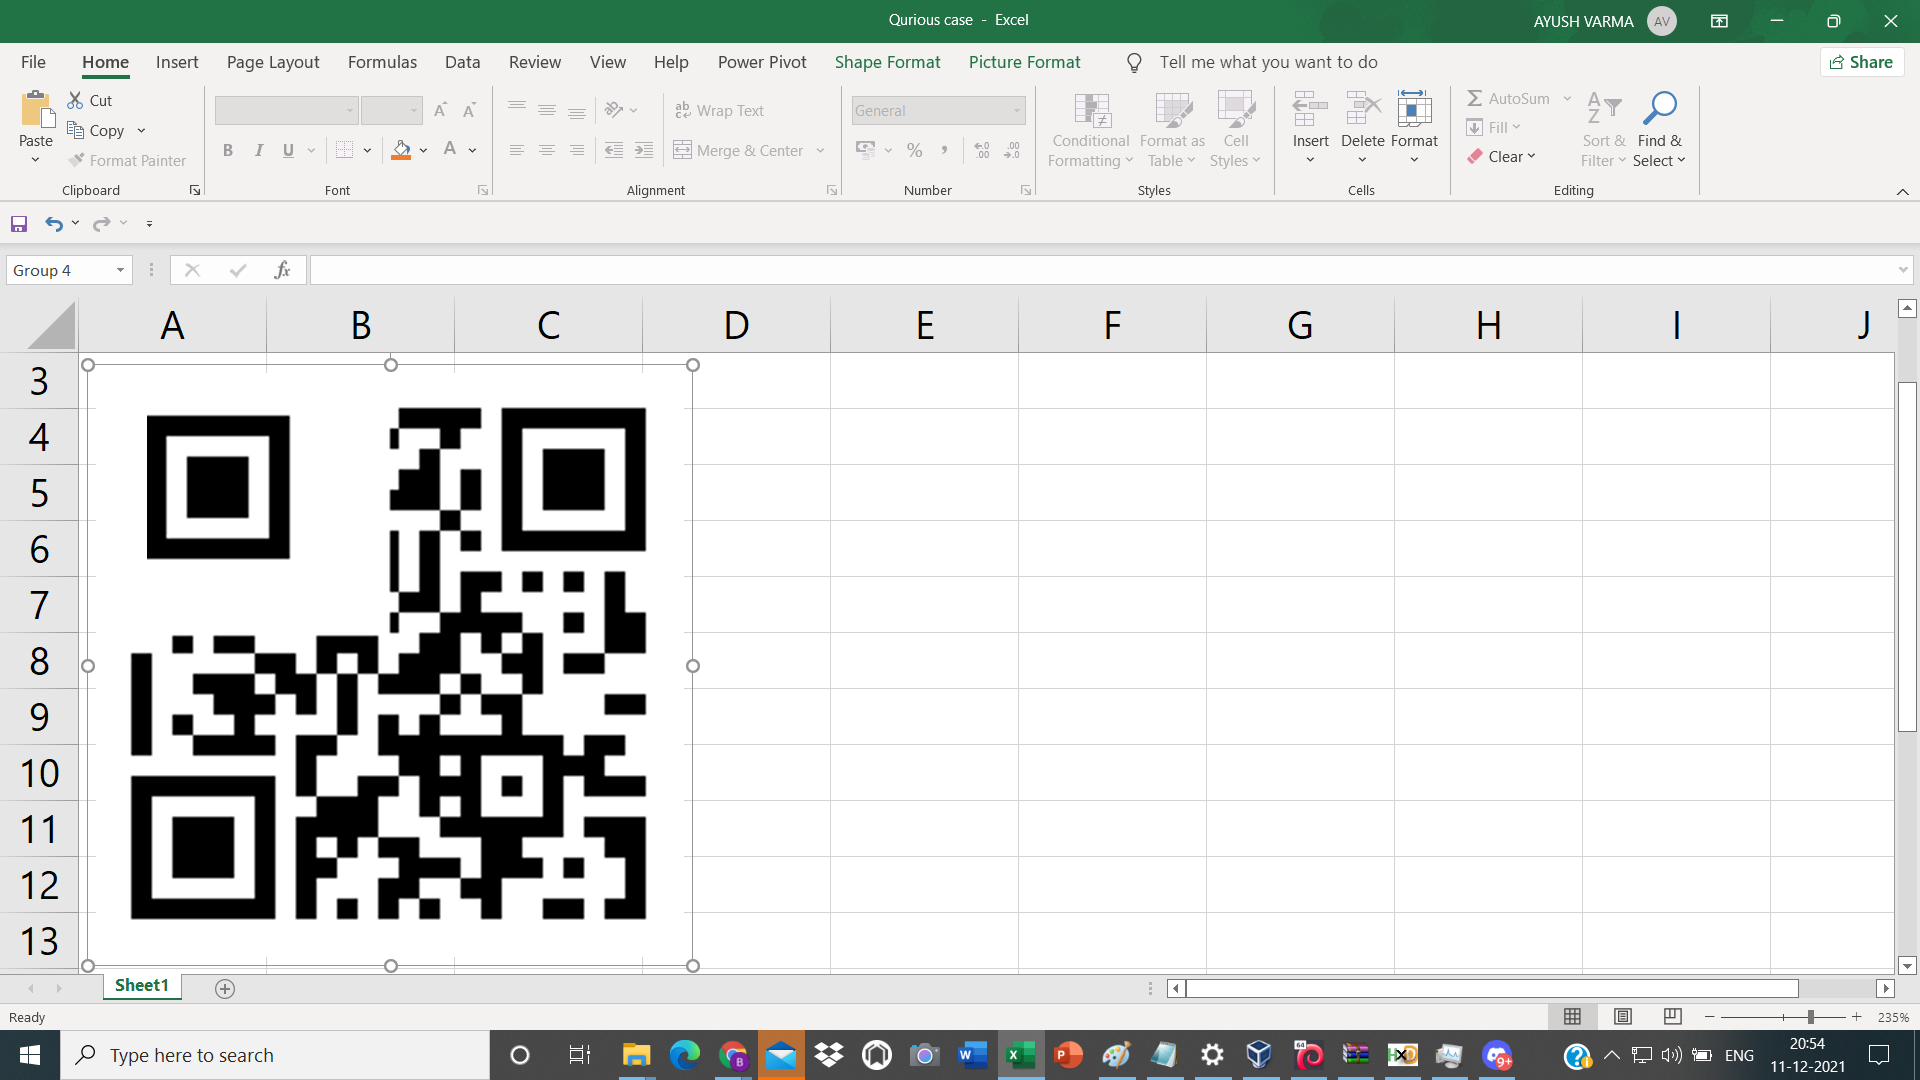 Qurious case - Excel
AYUSH VARMA AV
File Home Insert Page Layout Formulas Data Review View Help Power Pivot Shape Format Picture Format Tell me what you want to do Share
Paste
Cut
Copy
Format Painter
Clipboard
B I U A
Font
Wrap Text
Merge & Center
Alignment
General
%
Number
Conditional Formatting
Format as Table
Cell Styles
Styles
Insert Delete Format
Cells
AutoSum
Fill
Clear
Sort & Filter
Find & Select
Editing
Group 4 fx
A B C D E F G H I J
3
4
5
6
7
8
9
10
11
12
13
Sheet1
Ready 235%
Type here to search
ENG
20:54
11-12-2021